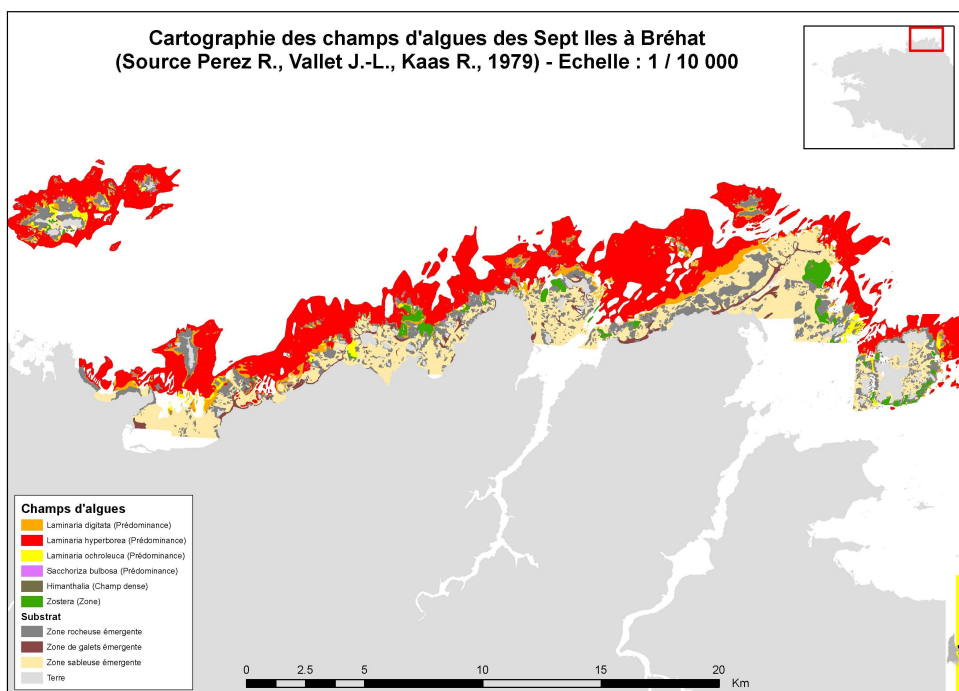 Cartographie des champs d'algues des Sept Iles à Bréhat
(Source Perez R., Vallet J.-L., Kaas R., 1979) - Echelle : 1 / 10 000
Champs d'algues
Laminaria digitata (Prédominance)
Laminaria hyperborea (Prédominance)
Laminaria ochroleuca (Prédominance)
Sacchoriza bulbosa (Prédominance)
Himanthalia (Champ dense)
Zostera (Zone)
Substrat
Zone rocheuse émergente
Zone de galets émergente
Zone sableuse émergente
Terre
0 2.5 5 10 15 20
Km